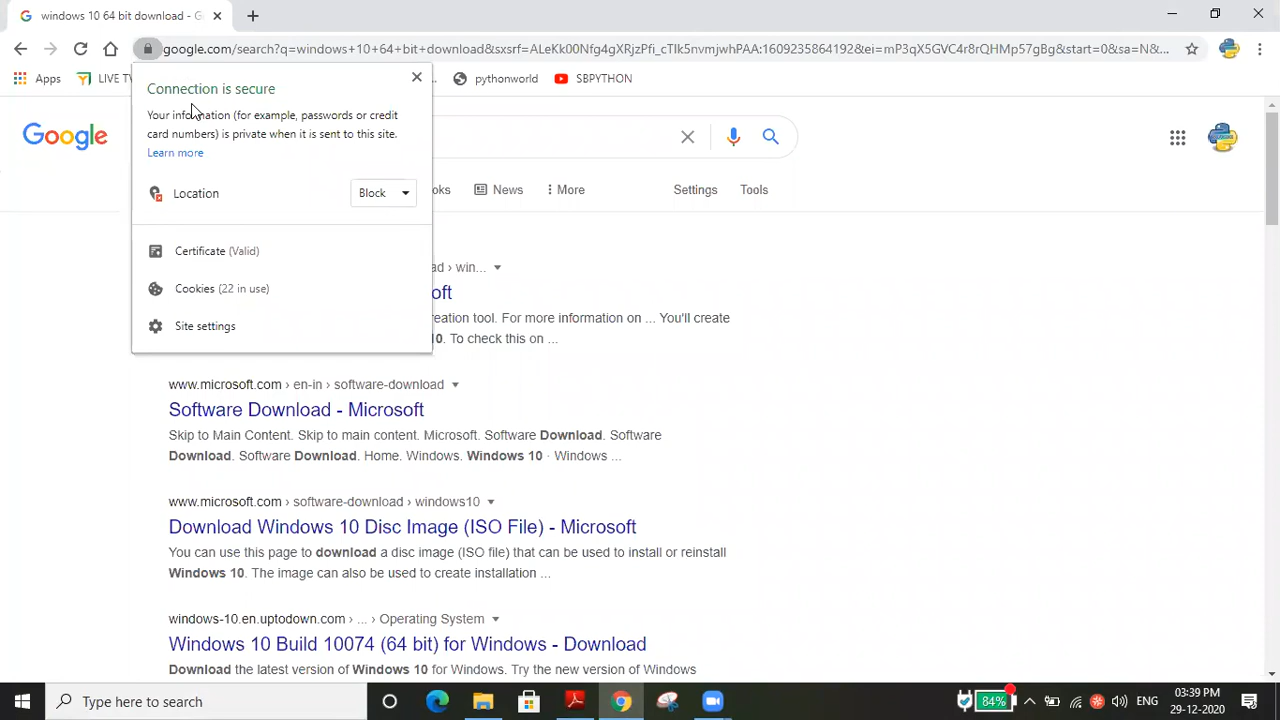 windows 10 64 bit download - G
google.com/search?q=windows+10+64+bit+download&sxsrf=ALeKk00Nfg4gXRjzPfi_cTIk5nvmjwhPAA:1609235864192&ei=mP3qX5GVC4r8rQHMp57gBg&start=0&sa=N&...
Apps
LIVE TV
..
pythonworld
SBPYTHON
Connection is secure
Your information (for example, passwords or credit
card numbers) is private when it is sent to this site.
Learn more
Google
Location
Block
oks
News
More
Settings
Tools
Certificate (Valid)
Cookies (22 in use)
Site settings
ad › win...
oft
reation tool. For more information on ... You'll create
10. To check this on ...
www.microsoft.com › en-in › software-download
Software Download - Microsoft
Skip to Main Content. Skip to main content. Microsoft. Software Download. Software
Download. Software Download. Home. Windows. Windows 10 · Windows ...
www.microsoft.com › software-download › windows10
Download Windows 10 Disc Image (ISO File) - Microsoft
You can use this page to download a disc image (ISO file) that can be used to install or reinstall
Windows 10. The image can also be used to create installation ...
windows-10.en.uptodown.com › ... › Operating System
Windows 10 Build 10074 (64 bit) for Windows - Download
Download the latest version of Windows 10 for Windows. Try the new version of Windows
Type here to search
84%
ENG
03:39 PM
29-12-2020